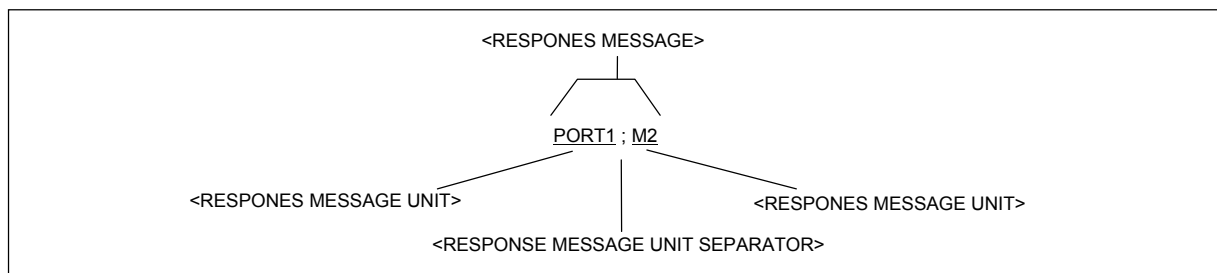 <RESPONES MESSAGE>
PORT1 ; M2
<RESPONES MESSAGE UNIT>
<RESPONES MESSAGE UNIT>
<RESPONSE MESSAGE UNIT SEPARATOR>